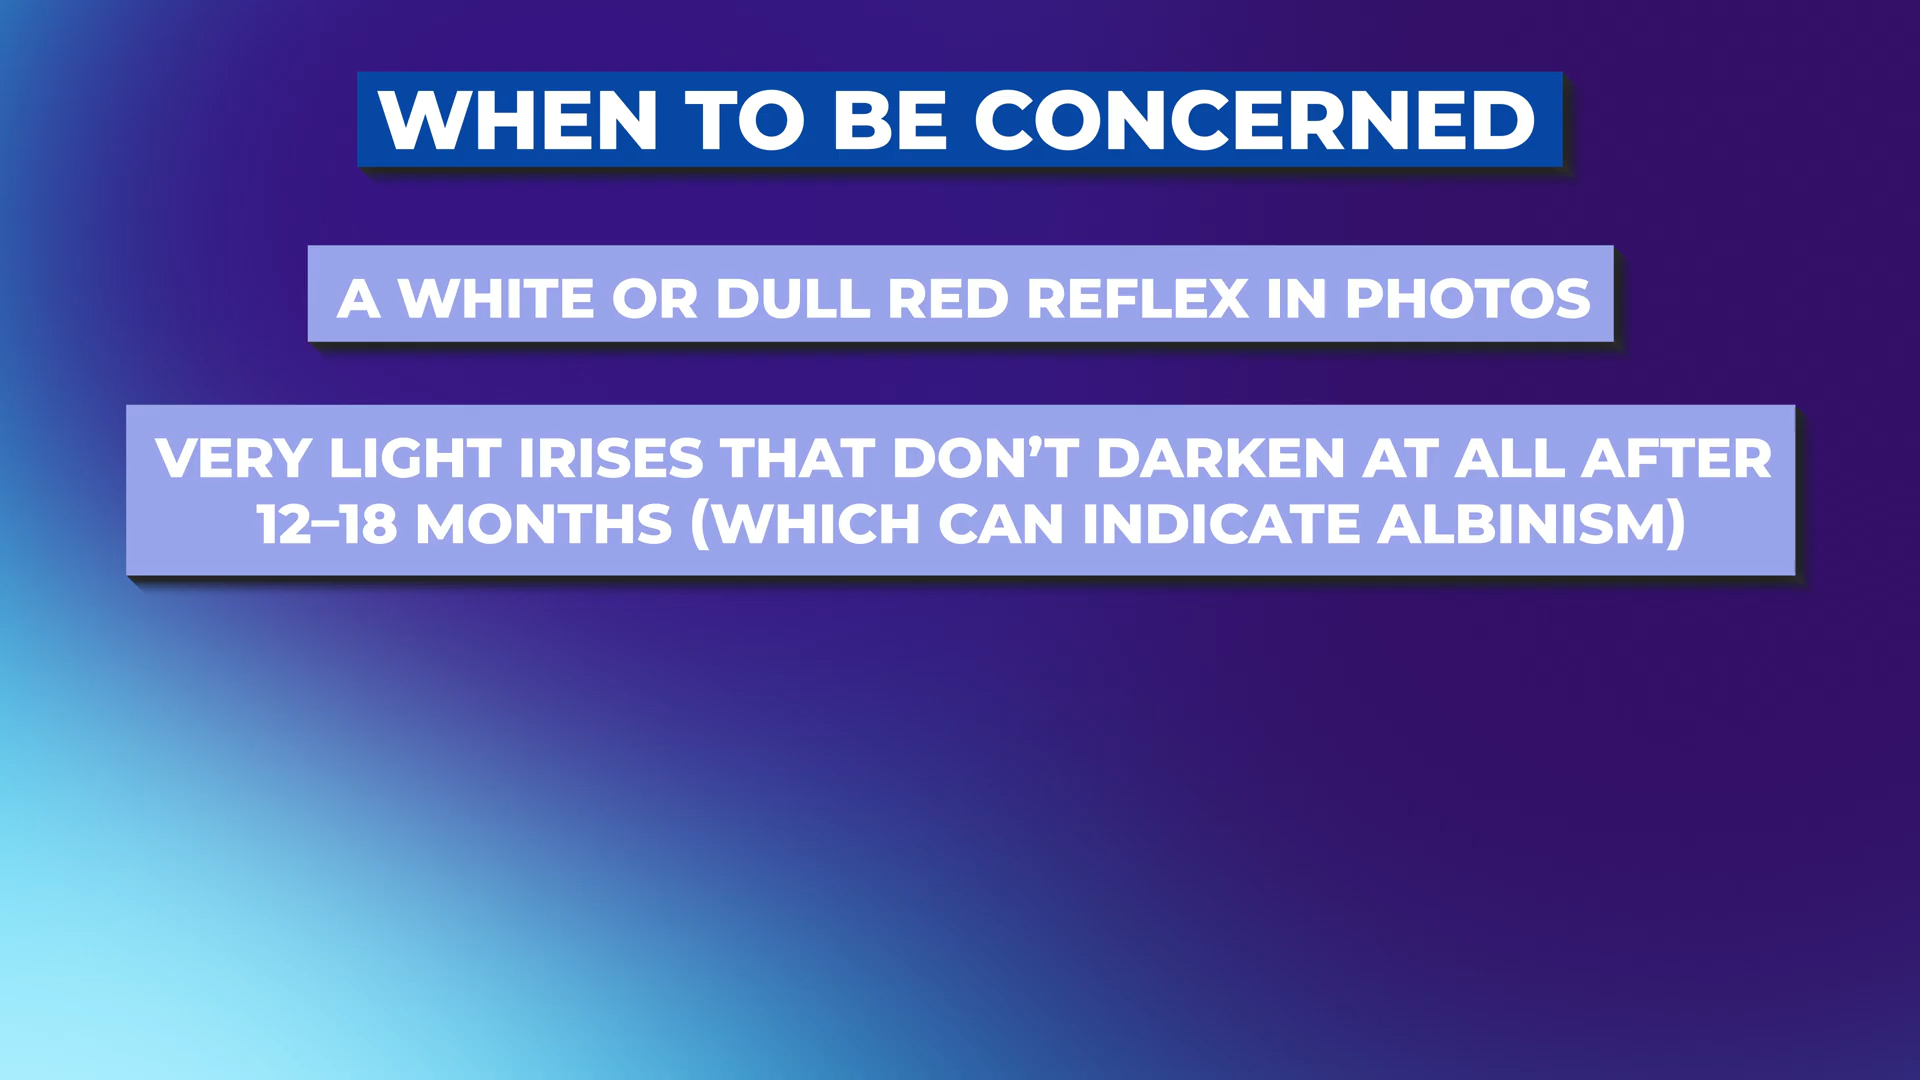 WHEN TO BE CONCERNED
A WHITE OR DULL RED REFLEX IN PHOTOS
VERY LIGHT IRISES THAT DON’T DARKEN AT ALL AFTER
12–18 MONTHS (WHICH CAN INDICATE ALBINISM)